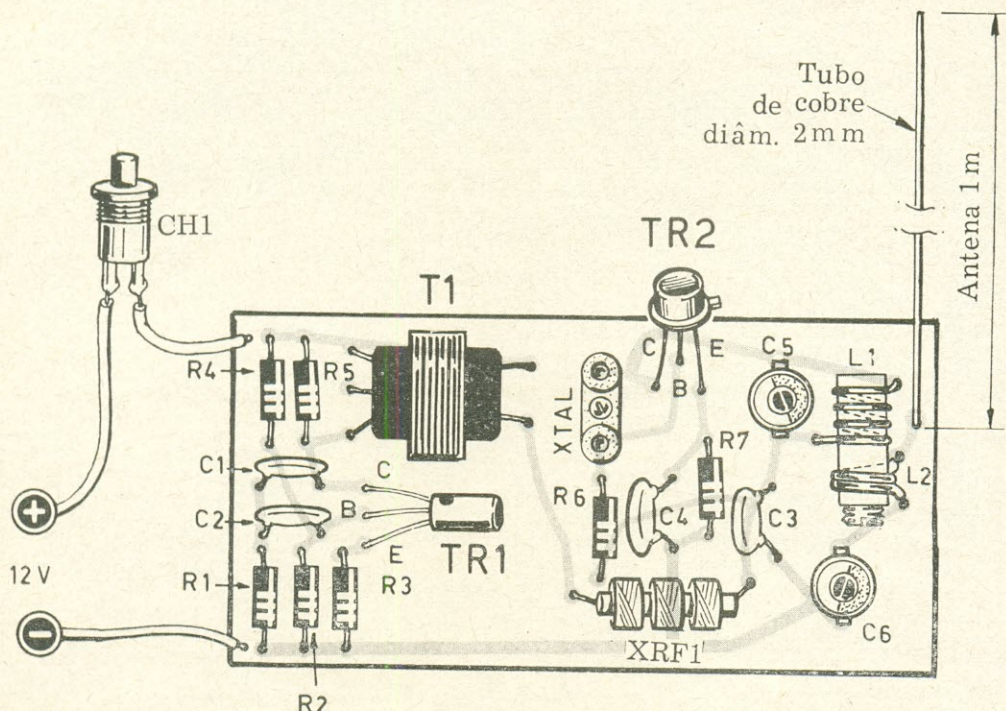 Tubo
de cobre
diâm. 2mm
Antena 1m
CH1
TR2
T1
C E
B
C5
L1
R4
R5
XTAL
R7
L2
C1
C
R6
C4
C3
C2
B
E
TR1
12 V
R1
R3
C6
XRF1
R2
+
-